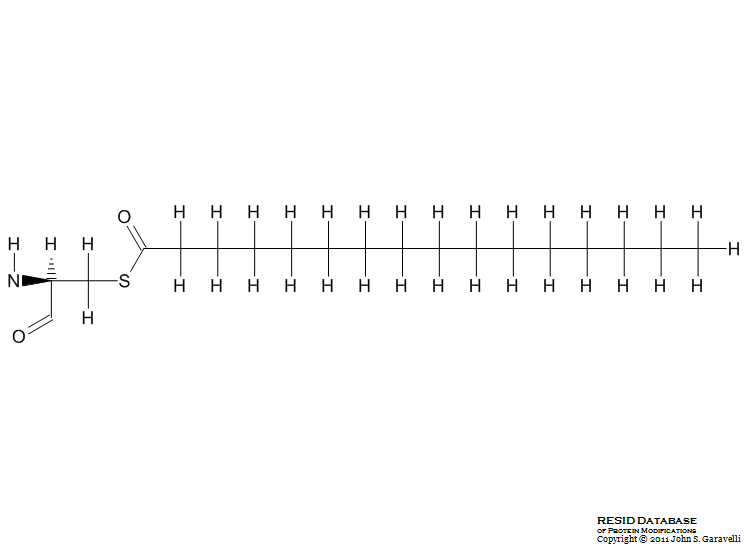 O H H H H H H H H H H H H H H H
H H H H
N S H H H H H H H H H H H H H H H
H
O
RESID DATABASE
OF PROTEIN MODIFICATIONS
Copyright © 2011 John S. Garavelli